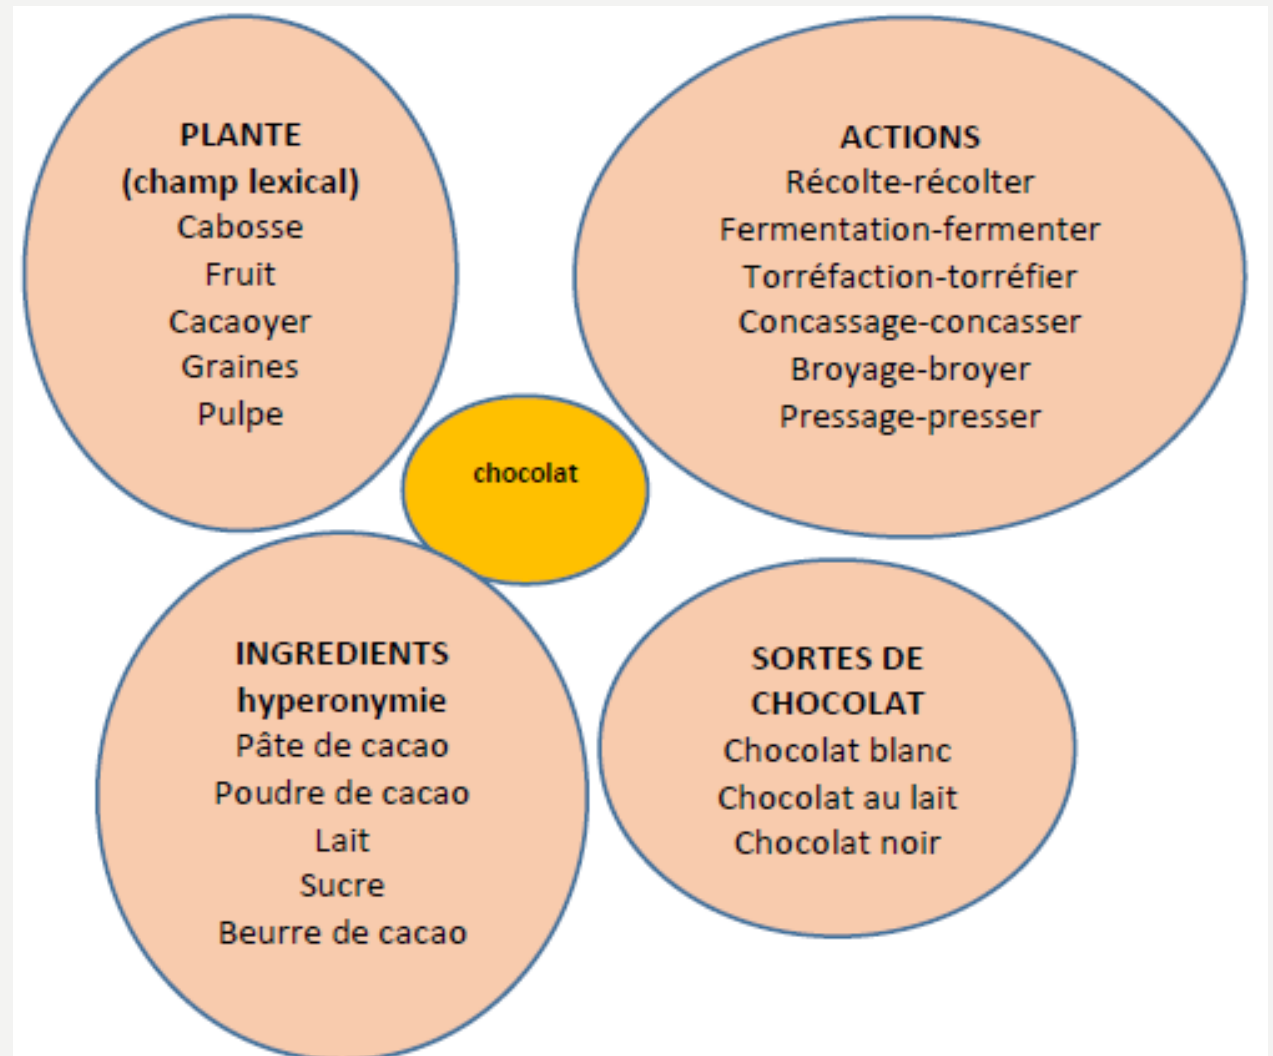 PLANTE
(champ lexical)
Cabosse
Fruit
Cacaoyer
Graines
Pulpe
ACTIONS
Récolte-récolter
Fermentation-fermenter
Torréfaction-torréfier
Concassage-concasser
Broyage-broyer
Pressage-presser
chocolat
INGREDIENTS
hyperonymie
Pâte de cacao
Poudre de cacao
Lait
Sucre
Beurre de cacao
SORTES DE
CHOCOLAT
Chocolat blanc
Chocolat au lait
Chocolat noir